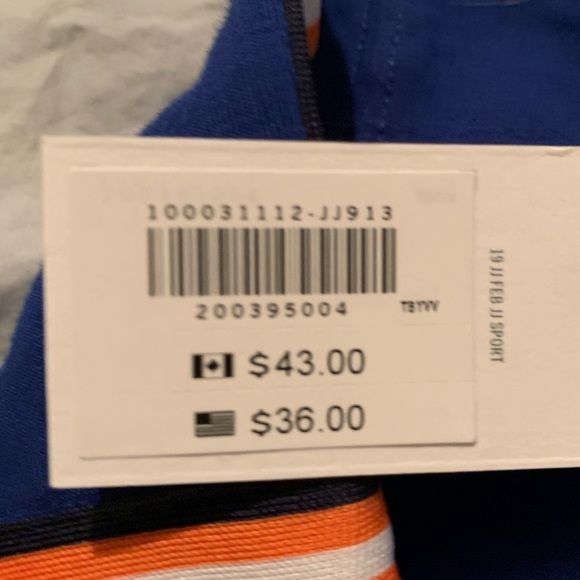 100031112-JJ913
200395004
TBYVV
$43.00
$36.00
19 JJ FEB JJ SPORT